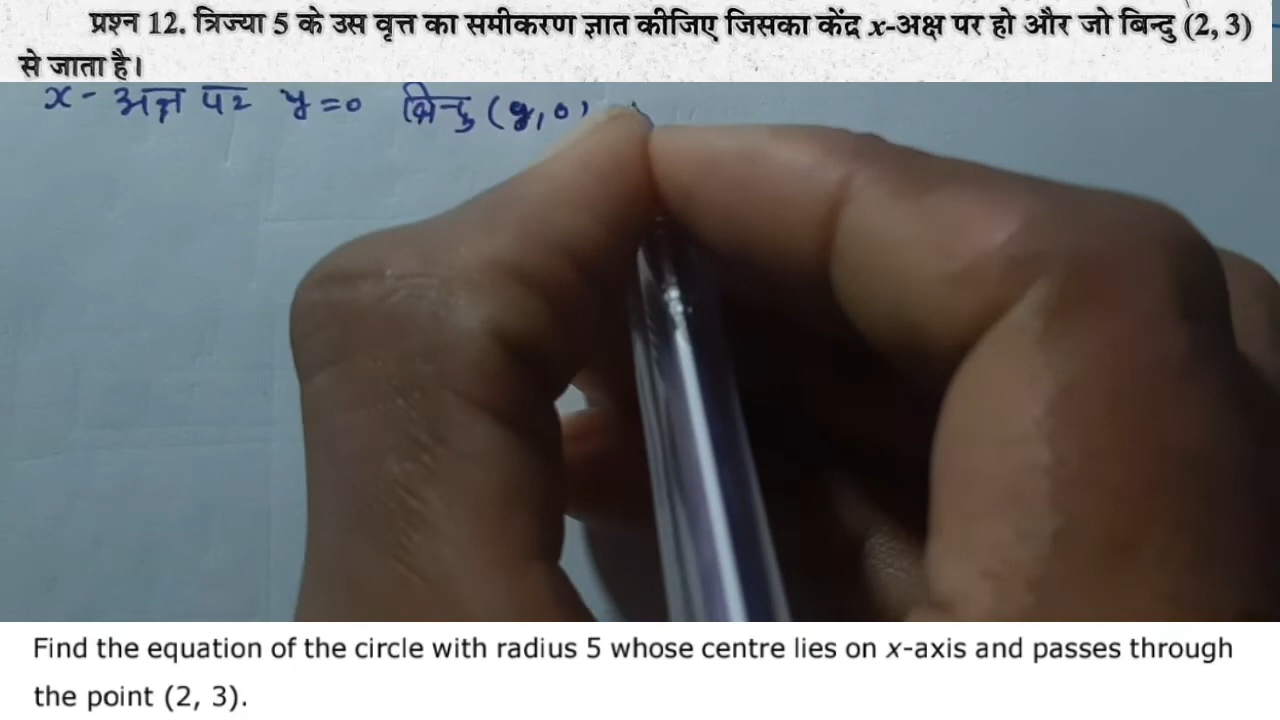 प्रश्न 12. त्रिज्या 5 के उस वृत्त का समीकरण ज्ञात कीजिए जिसका केंद्र x-अक्ष पर हो और जो बिन्दु (2, 3)
से जाता है।
x - अक्ष पर y = 0 बिन्दु (g, 0)
Find the equation of the circle with radius 5 whose centre lies on x-axis and passes through
the point (2, 3).